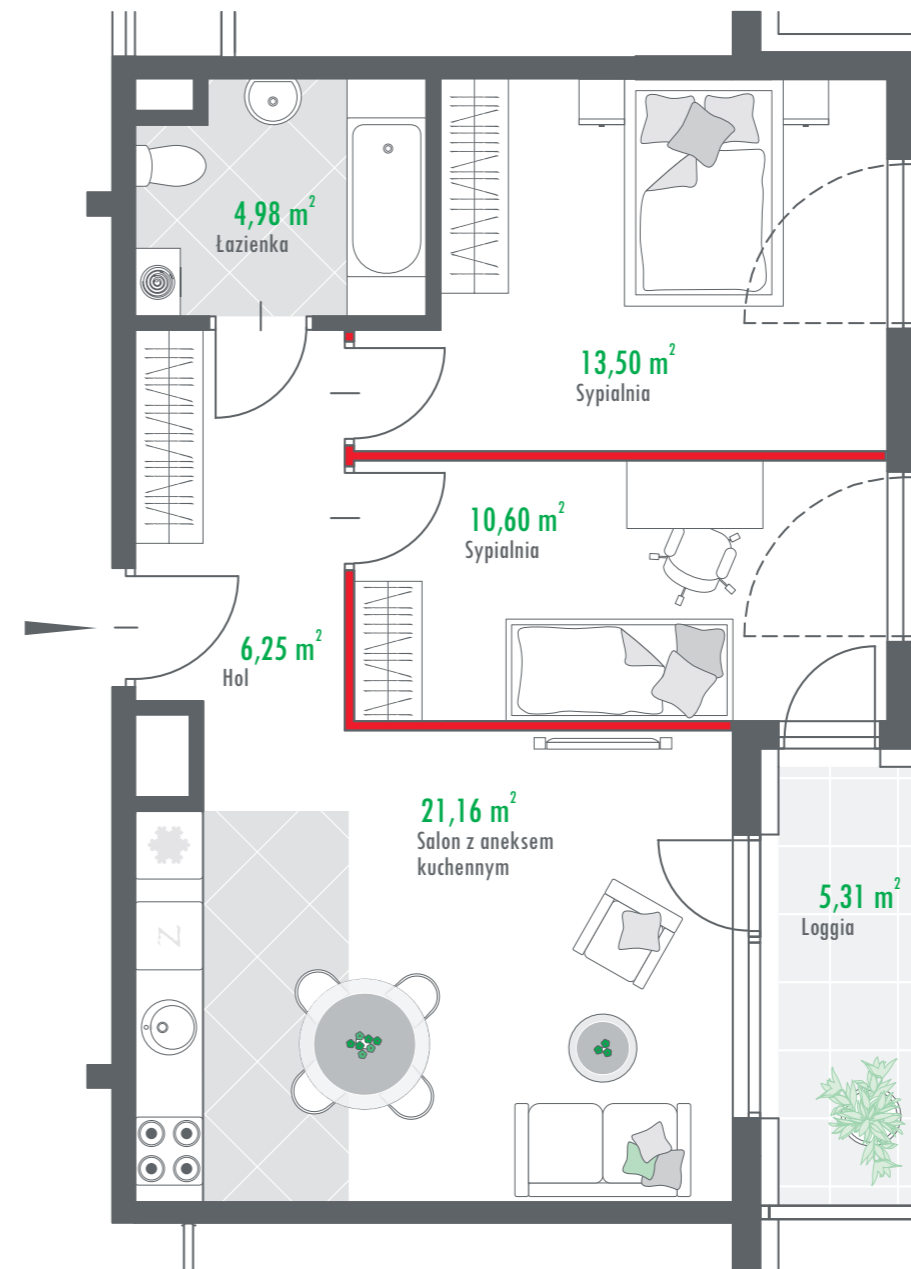 4,98 m²
Łazienka
13,50 m²
Sypialnia
10,60 m²
Sypialnia
6,25 m²
Hol
21,16 m²
Salon z aneksem
kuchennym
5,31 m²
Loggia
Z